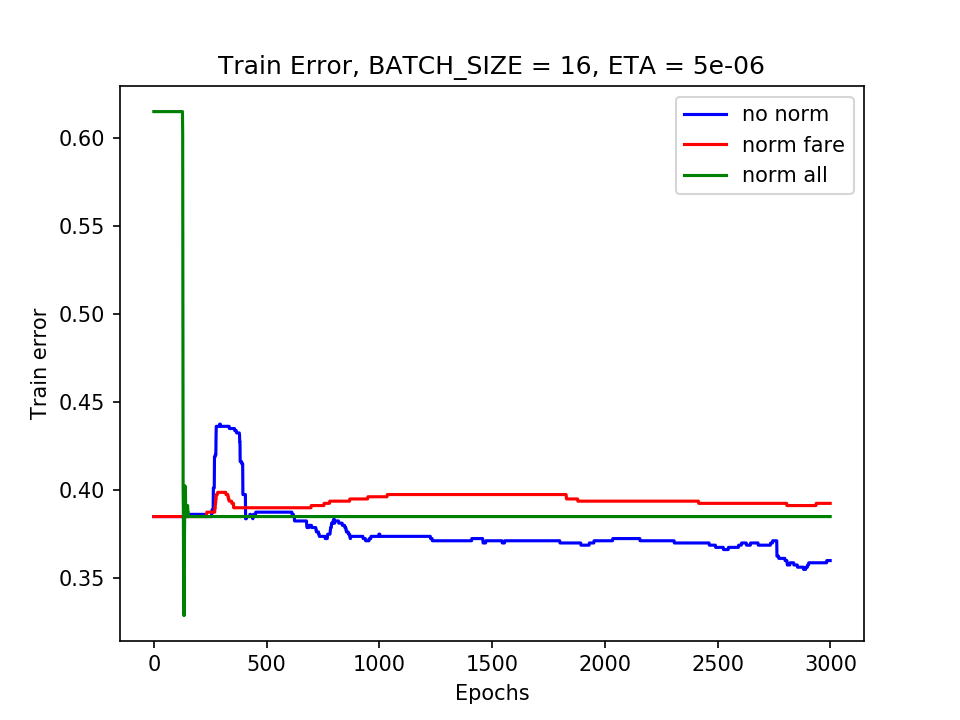 Train Error, BATCH_SIZE = 16, ETA = 5e-06
no norm
norm fare
norm all
Train error
0.60
0.55
0.50
0.45
0.40
0.35
0
500
1000
1500
2000
2500
3000
Epochs